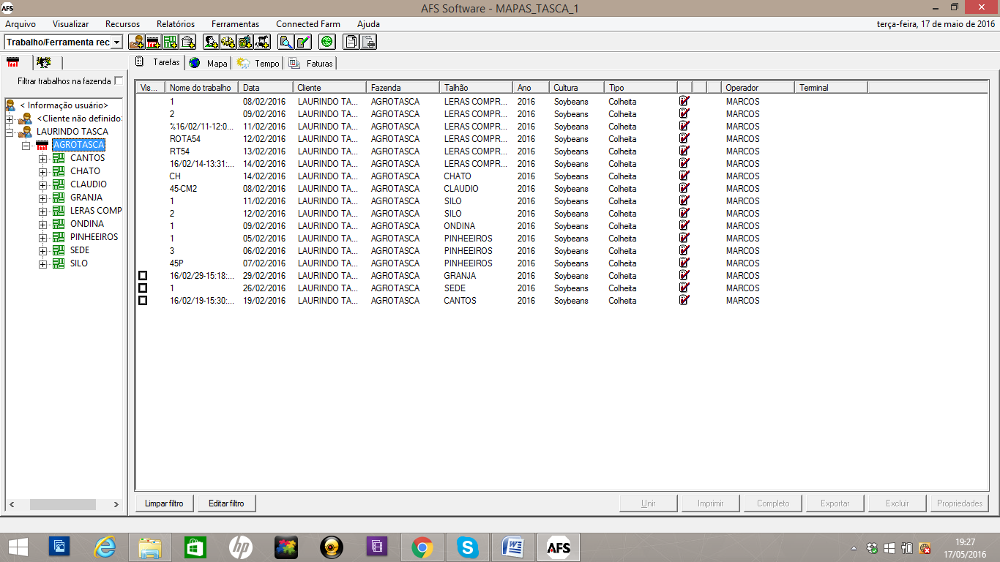 AFS
AFS Software - MAPAS_TASCA_1
Arquivo Visualizar Recursos Relatórios Ferramentas Connected Farm Ajuda terça-feira, 17 de maio de 2016
Trabalho/Ferramenta rec
Tarefas Mapa Tempo Faturas
Filtrar trabalhos na fazenda
< Informação usuário>
<Cliente não definido>
LAURINDO TASCA
AGROTASCA
CANTOS
CHATO
CLAUDIO
GRANJA
LERAS COMP
ONDINA
PINHEEIROS
SEDE
SILO
Vis... Nome do trabalho Data Cliente Fazenda Talhão Ano Cultura Tipo Operador Terminal
1 08/02/2016 LAURINDO TA... AGROTASCA LERAS COMPR... 2016 Soybeans Colheita MARCOS
2 09/02/2016 LAURINDO TA... AGROTASCA LERAS COMPR... 2016 Soybeans Colheita MARCOS
%16/02/11-12:0... 11/02/2016 LAURINDO TA... AGROTASCA LERAS COMPR... 2016 Soybeans Colheita MARCOS
ROTA54 12/02/2016 LAURINDO TA... AGROTASCA LERAS COMPR... 2016 Soybeans Colheita MARCOS
RT54 13/02/2016 LAURINDO TA... AGROTASCA LERAS COMPR... 2016 Soybeans Colheita MARCOS
16/02/14-13:31:... 14/02/2016 LAURINDO TA... AGROTASCA LERAS COMPR... 2016 Soybeans Colheita MARCOS
CH 14/02/2016 LAURINDO TA... AGROTASCA CHATO 2016 Soybeans Colheita MARCOS
45-CM2 08/02/2016 LAURINDO TA... AGROTASCA CLAUDIO 2016 Soybeans Colheita MARCOS
1 11/02/2016 LAURINDO TA... AGROTASCA SILO 2016 Soybeans Colheita MARCOS
2 12/02/2016 LAURINDO TA... AGROTASCA SILO 2016 Soybeans Colheita MARCOS
1 09/02/2016 LAURINDO TA... AGROTASCA ONDINA 2016 Soybeans Colheita MARCOS
1 05/02/2016 LAURINDO TA... AGROTASCA PINHEEIROS 2016 Soybeans Colheita MARCOS
3 06/02/2016 LAURINDO TA... AGROTASCA PINHEEIROS 2016 Soybeans Colheita MARCOS
45P 07/02/2016 LAURINDO TA... AGROTASCA PINHEEIROS 2016 Soybeans Colheita MARCOS
16/02/29-15:18:... 29/02/2016 LAURINDO TA... AGROTASCA GRANJA 2016 Soybeans Colheita MARCOS
1 26/02/2016 LAURINDO TA... AGROTASCA SEDE 2016 Soybeans Colheita MARCOS
16/02/19-15:30:... 19/02/2016 LAURINDO TA... AGROTASCA CANTOS 2016 Soybeans Colheita MARCOS
Limpar filtro Editar filtro Unir Imprimir Completo Exportar Excluir Propriedades
hp AFS
19:27
17/05/2016